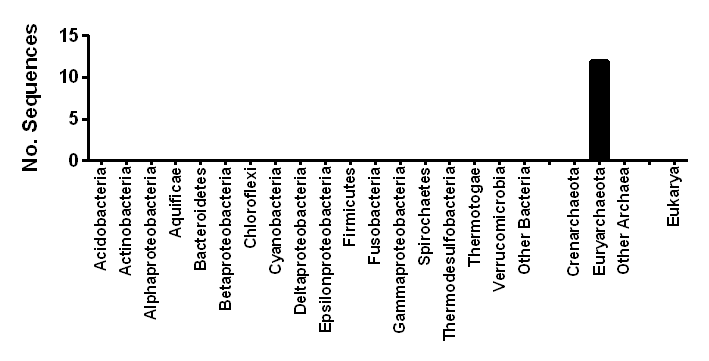 No. Sequences
15
10
5
0
Acidobacteria
Actinobacteria
Alphaproteobacteria
Aquificae
Bacteroidetes
Betaproteobacteria
Chloroflexi
Cyanobacteria
Deltaproteobacteria
Epsilonproteobacteria
Firmicutes
Fusobacteria
Gammaproteobacteria
Spirochaetes
Thermodesulfobacteria
Thermotogae
Verrucomicrobia
Other Bacteria
Crenarchaeota
Euryarchaeota
Other Archaea
Eukarya